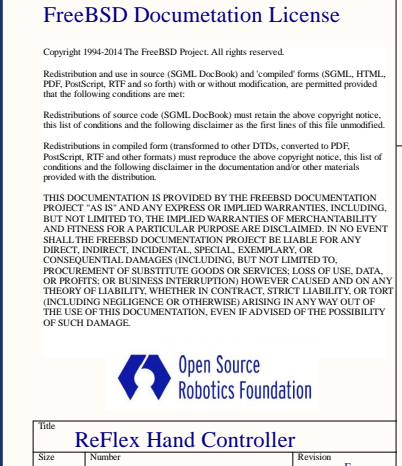 FreeBSD Documetation License
Copyright 1994-2014 The FreeBSD Project. All rights reserved.
Redistribution and use in source (SGML DocBook) and 'compiled' forms (SGML, HTML,
PDF, PostScript, RTF and so forth) with or without modification, are permitted provided
that the following conditions are met:
Redistributions of source code (SGML DocBook) must retain the above copyright notice,
this list of conditions and the following disclaimer as the first lines of this file unmodified.
Redistributions in compiled form (transformed to other DTDs, converted to PDF,
PostScript, RTF and other formats) must reproduce the above copyright notice, this list of
conditions and the following disclaimer in the documentation and/or other materials
provided with the distribution.
THIS DOCUMENTATION IS PROVIDED BY THE FREEBSD DOCUMENTATION
PROJECT "AS IS" AND ANY EXPRESS OR IMPLIED WARRANTIES, INCLUDING,
BUT NOT LIMITED TO, THE IMPLIED WARRANTIES OF MERCHANTABILITY
AND FITNESS FOR A PARTICULAR PURPOSE ARE DISCLAIMED. IN NO EVENT
SHALL THE FREEBSD DOCUMENTATION PROJECT BE LIABLE FOR ANY
DIRECT, INDIRECT, INCIDENTAL, SPECIAL, EXEMPLARY, OR
CONSEQUENTIAL DAMAGES (INCLUDING, BUT NOT LIMITED TO,
PROCUREMENT OF SUBSTITUTE GOODS OR SERVICES; LOSS OF USE, DATA,
OR PROFITS; OR BUSINESS INTERRUPTION) HOWEVER CAUSED AND ON ANY
THEORY OF LIABILITY, WHETHER IN CONTRACT, STRICT LIABILITY, OR TORT
(INCLUDING NEGLIGENCE OR OTHERWISE) ARISING IN ANY WAY OUT OF
THE USE OF THIS DOCUMENTATION, EVEN IF ADVISED OF THE POSSIBILITY
OF SUCH DAMAGE.
Open Source
Robotics Foundation
Title
ReFlex Hand Controller
Size Number Revision